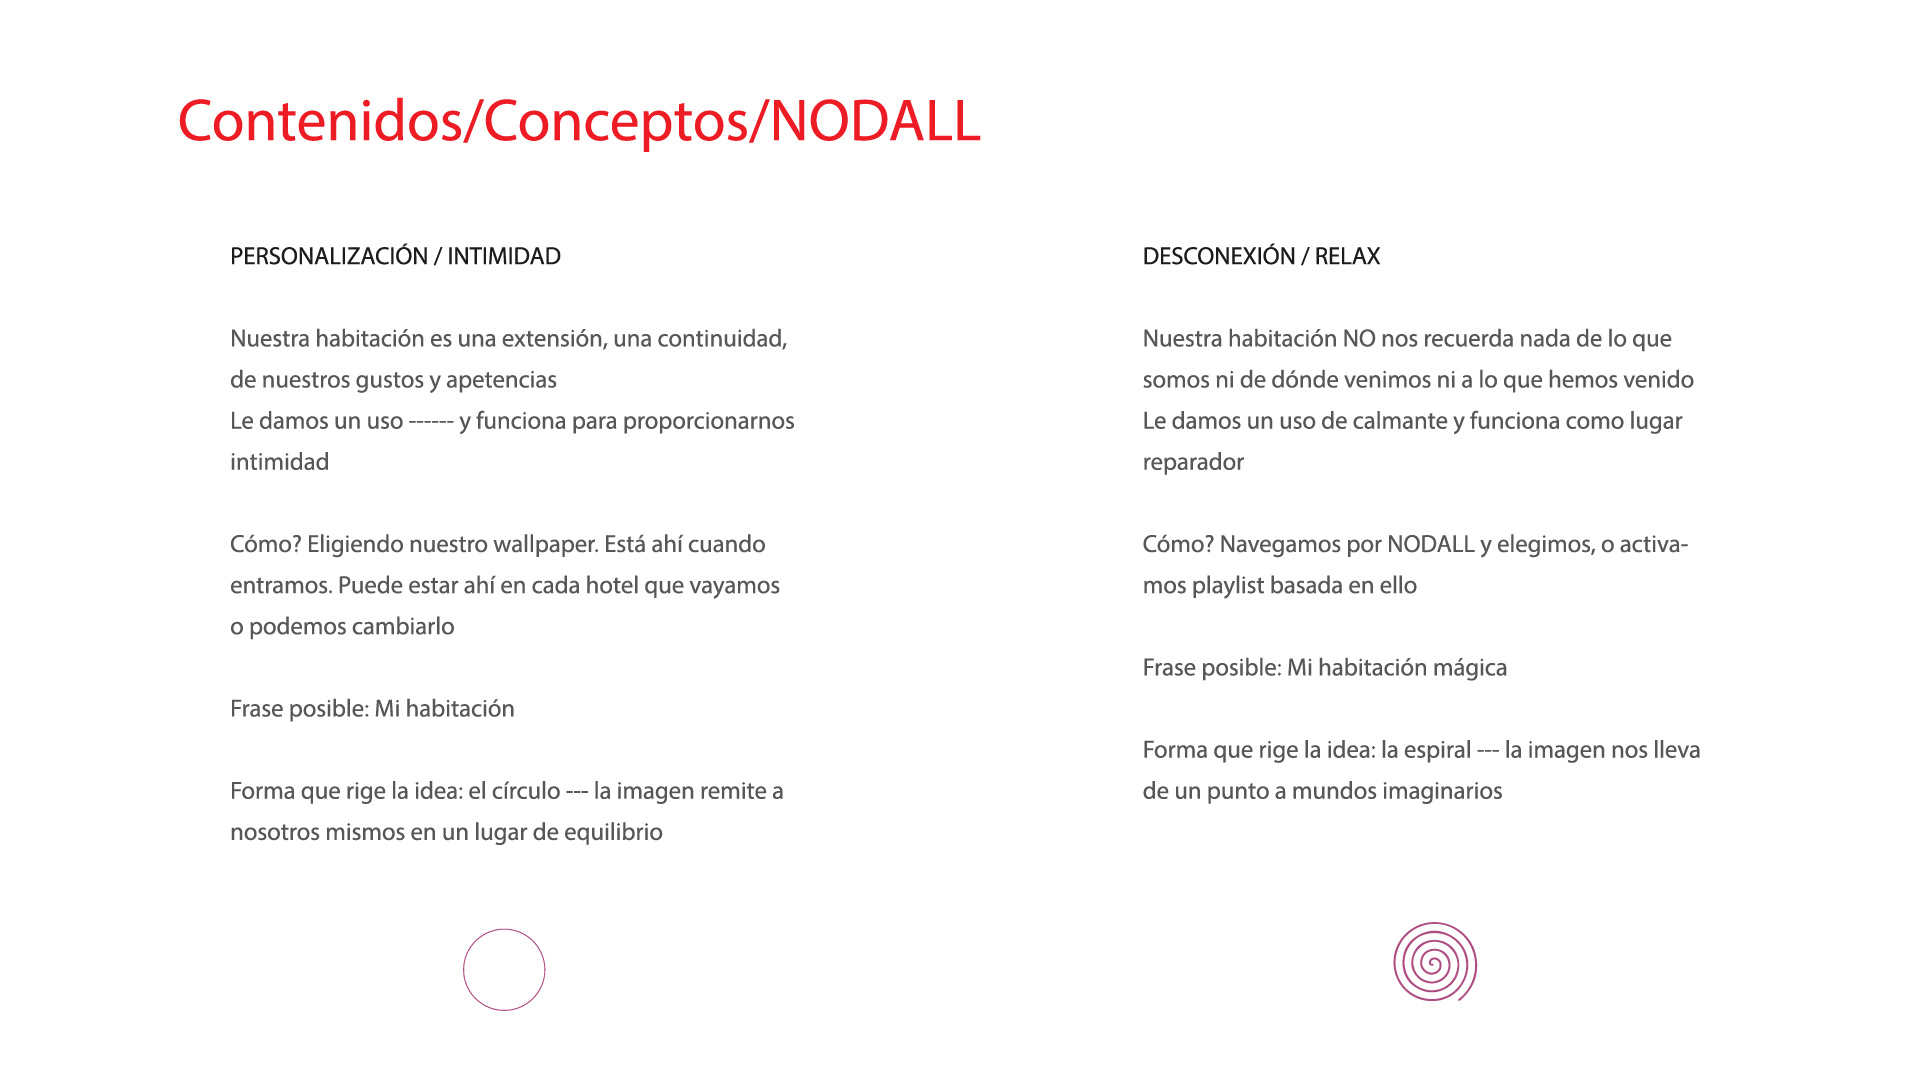 Contenidos/Conceptos/NODALL
PERSONALIZACIÓN / INTIMIDAD
Nuestra habitación es una extensión, una continuidad,
de nuestros gustos y apetencias
Le damos un uso ------ y funciona para proporcionarnos
intimidad
Cómo? Eligiendo nuestro wallpaper. Está ahí cuando
entramos. Puede estar ahí en cada hotel que vayamos
o podemos cambiarlo
Frase posible: Mi habitación
Forma que rige la idea: el círculo --- la imagen remite a
nosotros mismos en un lugar de equilibrio
DESCONEXIÓN / RELAX
Nuestra habitación NO nos recuerda nada de lo que
somos ni de dónde venimos ni a lo que hemos venido
Le damos un uso de calmante y funciona como lugar
reparador
Cómo? Navegamos por NODALL y elegimos, o activa-
mos playlist basada en ello
Frase posible: Mi habitación mágica
Forma que rige la idea: la espiral --- la imagen nos lleva
de un punto a mundos imaginarios